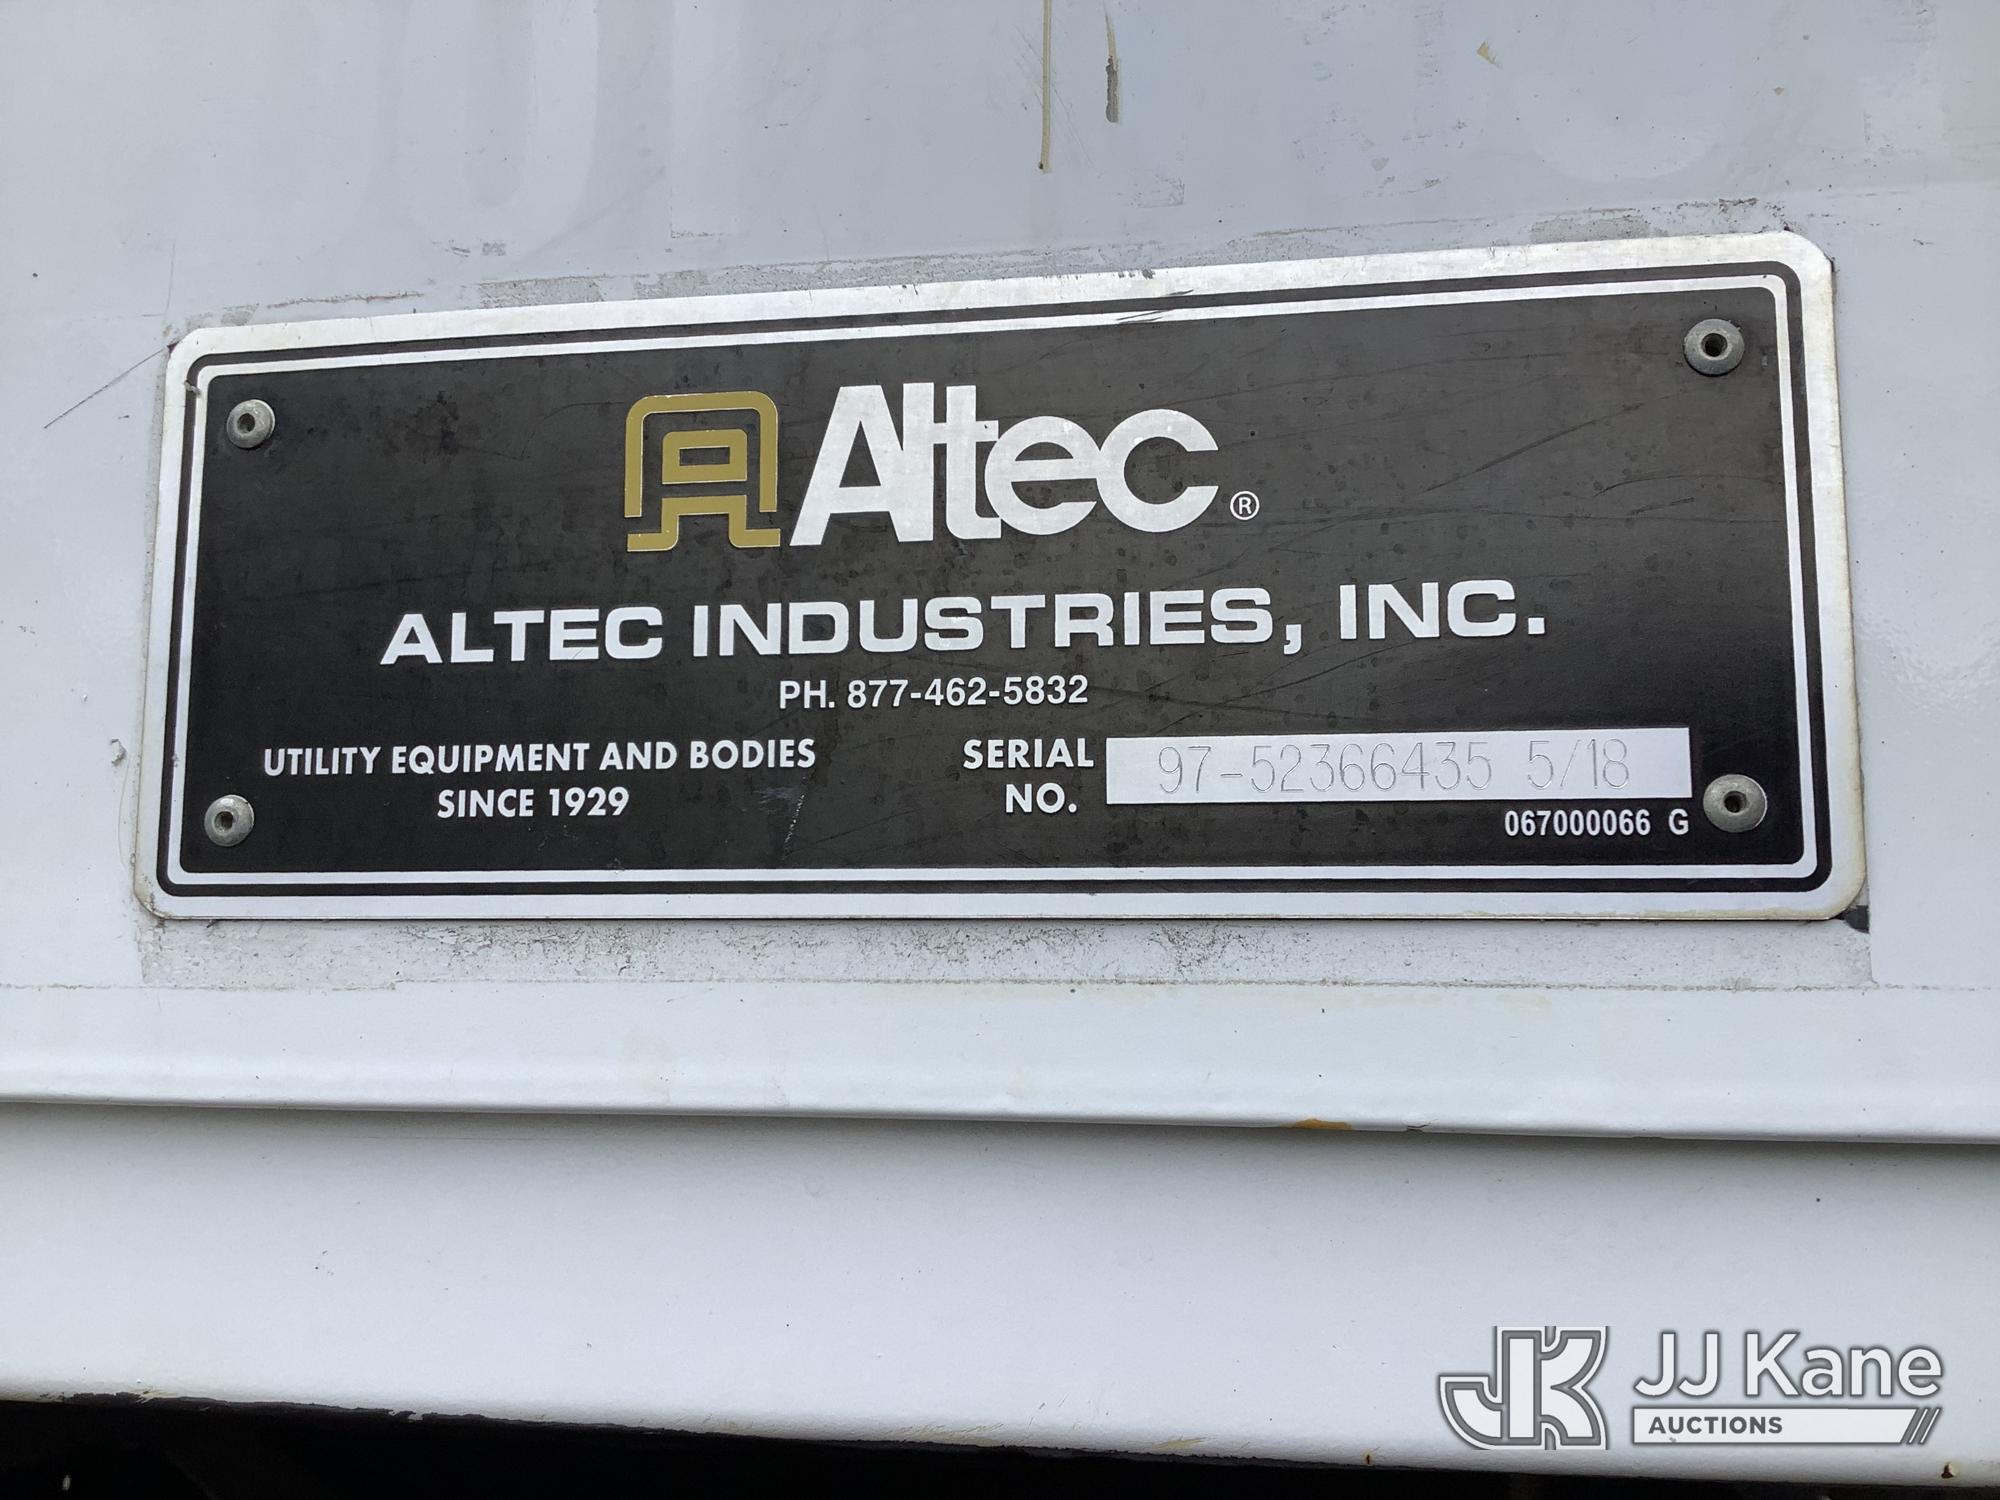 Altec®
ALTEC INDUSTRIES, INC.
PH. 877-462-5832
UTILITY EQUIPMENT AND BODIES
SINCE 1929
SERIAL
NO.
97-52366435 5/18
067000066 G
JK JJ Kane
AUCTIONS